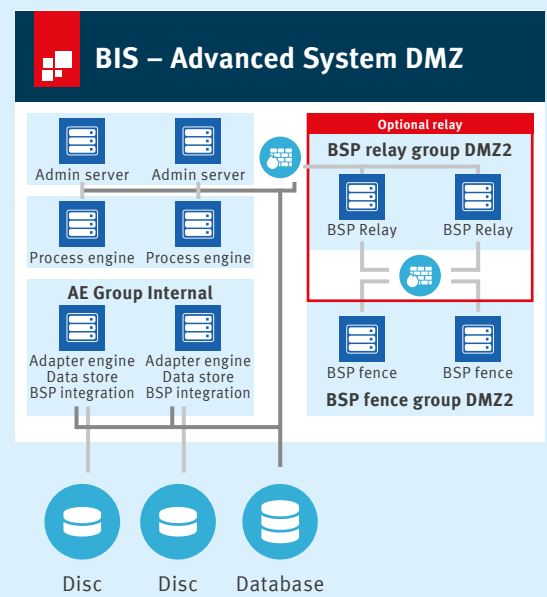 BIS – Advanced System DMZ
Admin server
Admin server
Process engine
Process engine
AE Group Internal
Adapter engine
Data store
BSP integration
Adapter engine
Data store
BSP integration
Optional relay
BSP relay group DMZ2
BSP Relay
BSP Relay
BSP fence
BSP fence
BSP fence group DMZ2
Disc
Disc
Database